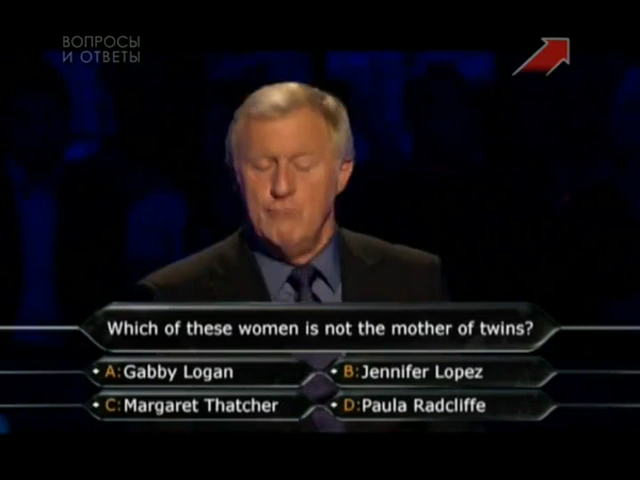 ВОПРОСЫ
И ОТВЕТЫ
Which of these women is not the mother of twins?
A: Gabby Logan
B: Jennifer Lopez
C: Margaret Thatcher
D: Paula Radcliffe